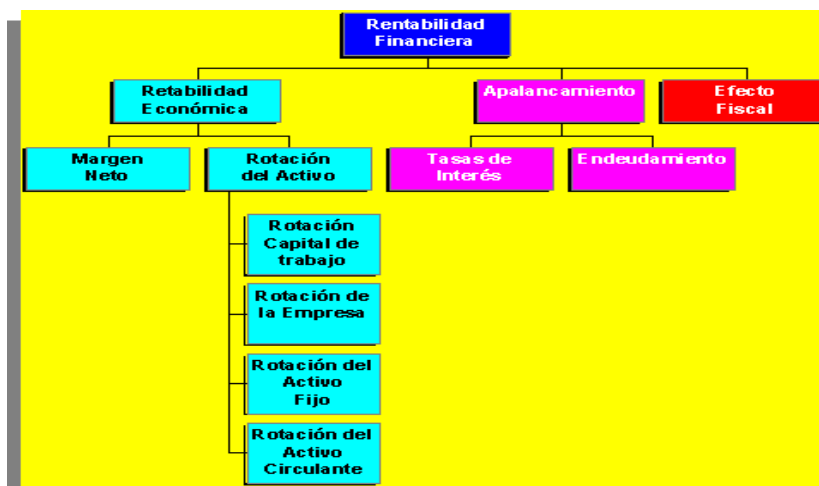 Rentabilidad
Financiera
Retabilidad
Económica
Apalancamiento
Efecto
Fiscal
Margen
Neto
Rotación
del Activo
Tasas de
Interés
Endeudamiento
Rotación
Capital de
trabajo
Rotación de
la Empresa
Rotación del
Activo
Fijo
Rotación del
Activo
Circulante